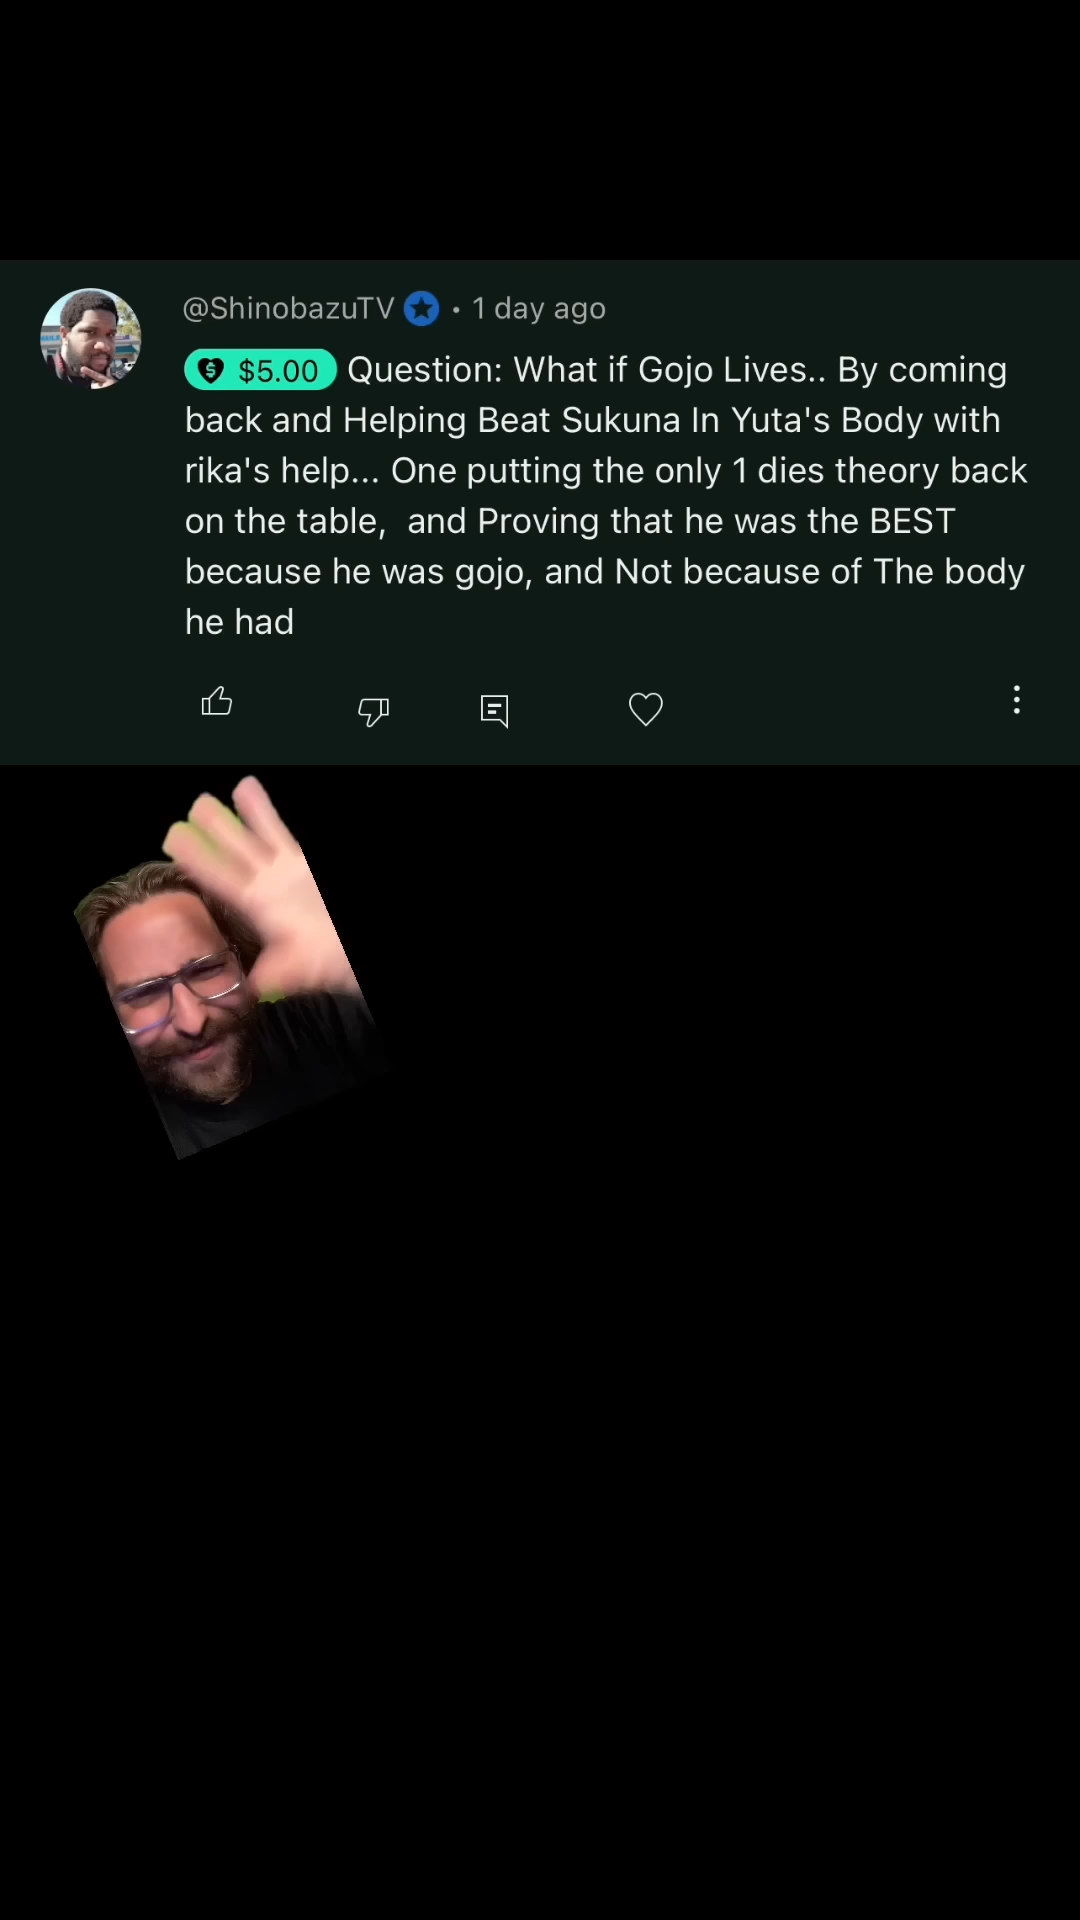 @ShinobazuTV • 1 day ago
$5.00 Question: What if Gojo Lives.. By coming
back and Helping Beat Sukuna In Yuta's Body with
rika's help... One putting the only 1 dies theory back
on the table,  and Proving that he was the BEST
because he was gojo, and Not because of The body
he had